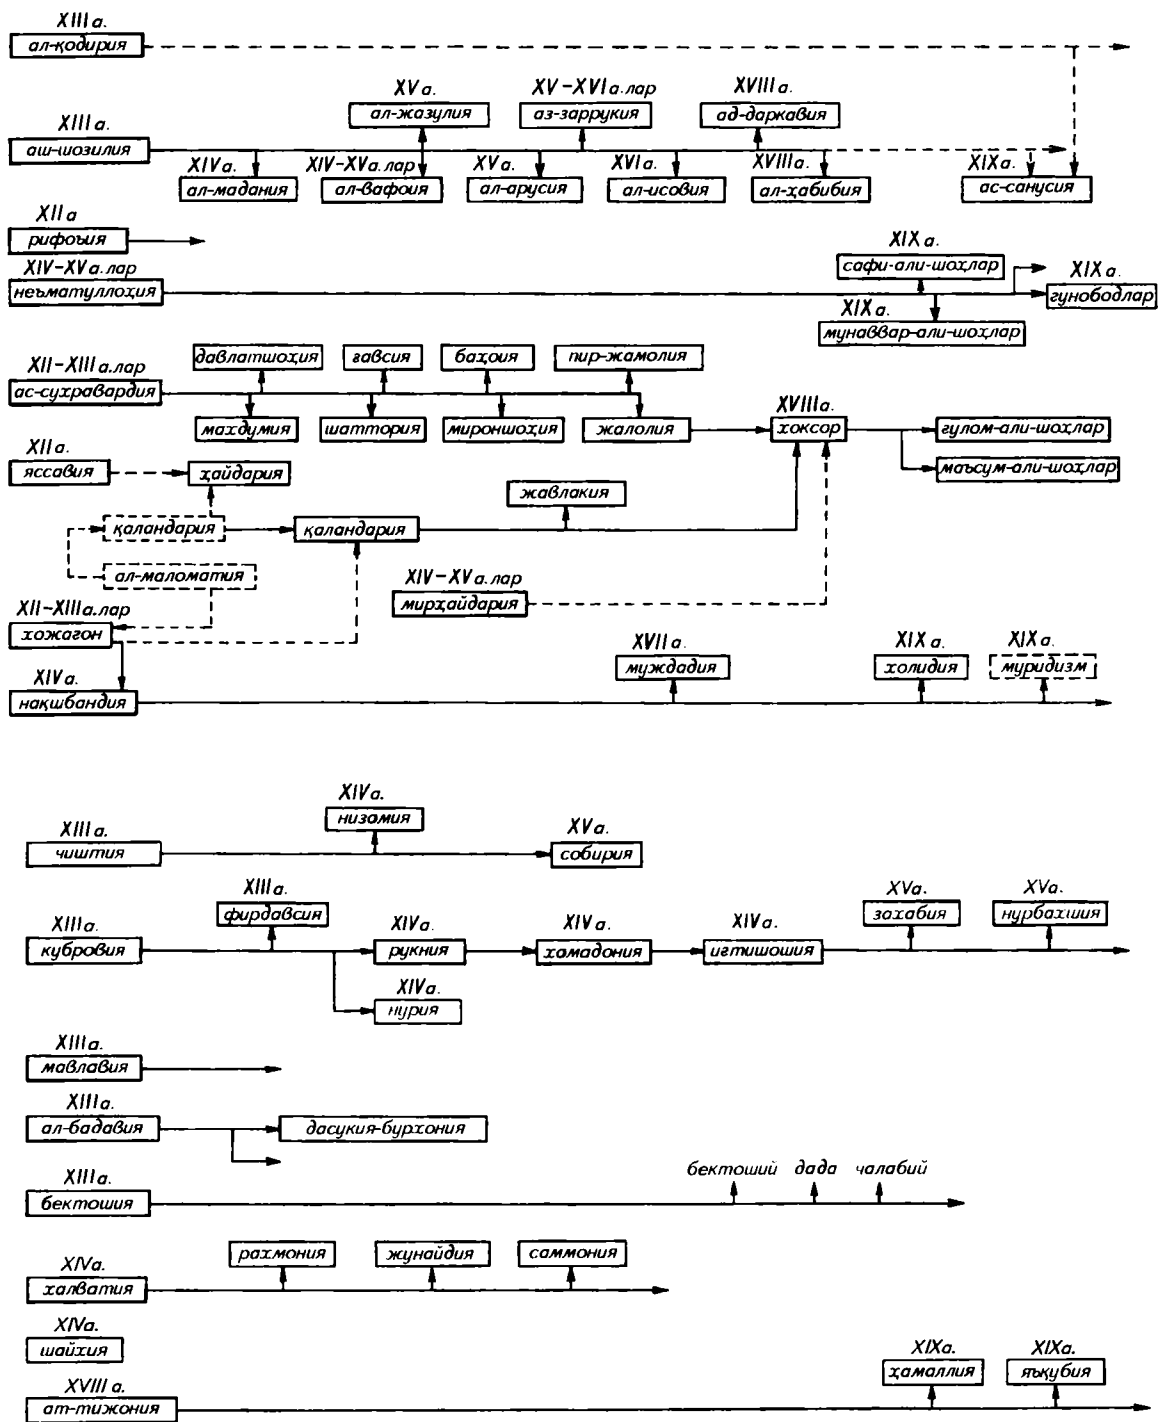 XIII а.
ал-қодирия
XV а.
XV-XVI а.лар
XVIII а.
ал-жазулия
аз-заррукия
ад-даркавия
XIII а.
аш-шозилия
XIV а.
XIV-XV а.лар
XV а.
XVI а.
XVIII а.
XIX а.
ал-мадания
ал-вафоия
ал-арусия
ал-исовия
ал-ҳабибия
ас-санусия
XII а
рифоъия
XIX а.
сафи-али-шоҳлар
XIV-XV а.лар
неъматуллоҳия
XIX а.
гунободлар
XIX а.
мунаввар-али-шоҳлар
давлатшоҳия
ғавсия
баҳоия
пир-жамолия
XII-XIII а.лар
ас-сухравардия
махдумия
шаттория
мироншоҳия
жалолия
XVIII а.
хоксор
гулом-али-шоҳлар
маъсум-али-шоҳлар
XII а.
яссавия
ҳайдария
жавлакия
қаландария
қаландария
ал-маломатия
XIV-XV а.лар
мирҳайдария
XII-XIII а.лар
хожагон
XVII а.
XIX а.
XIX а.
муждадия
холидия
муридизм
XIV а.
нақшбандия
XIV а.
низомия
XIII а.
чиштия
XV а.
собирия
XIII а.
фирдавсия
XV а.
XV а.
захабия
нурбахшия
XIII а.
XIV а.
XIV а.
XIV а.
кубровия
рукния
хамадония
игтишошия
XIV а.
нурия
XIII а.
мавлавия
XIII а.
ал-бадавия
дасукия-бурхония
XIII а.
бектошия
бектоший дада чалабий
рахмония
жунайдия
саммония
XIV а.
халватия
XIV а.
шайхия
XIX а.
XIX а.
ҳамаллия
яъқубия
XVIII а.
ат-тижония